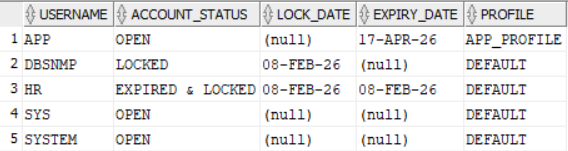 USERNAME ACCOUNT_STATUS LOCK_DATE EXPIRY_DATE PROFILE
1 APP OPEN (null) 17-APR-26 APP_PROFILE
2 DBSNMP LOCKED 08-FEB-26 (null) DEFAULT
3 HR EXPIRED & LOCKED 08-FEB-26 08-FEB-26 DEFAULT
4 SYS OPEN (null) (null) DEFAULT
5 SYSTEM OPEN (null) (null) DEFAULT